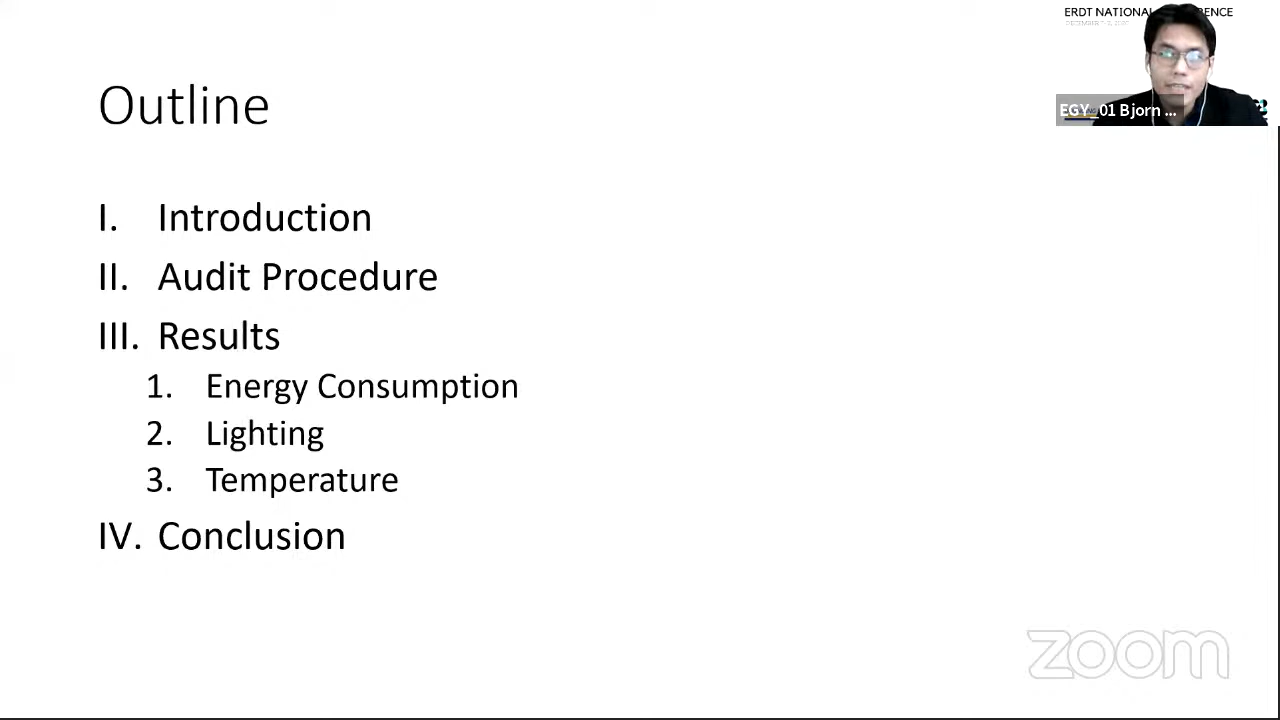 ERDT NATIONAL
ENCE
EGY_01 Bjorn ...
Outline
I. Introduction
II. Audit Procedure
III. Results
1. Energy Consumption
2. Lighting
3. Temperature
IV. Conclusion
zoom